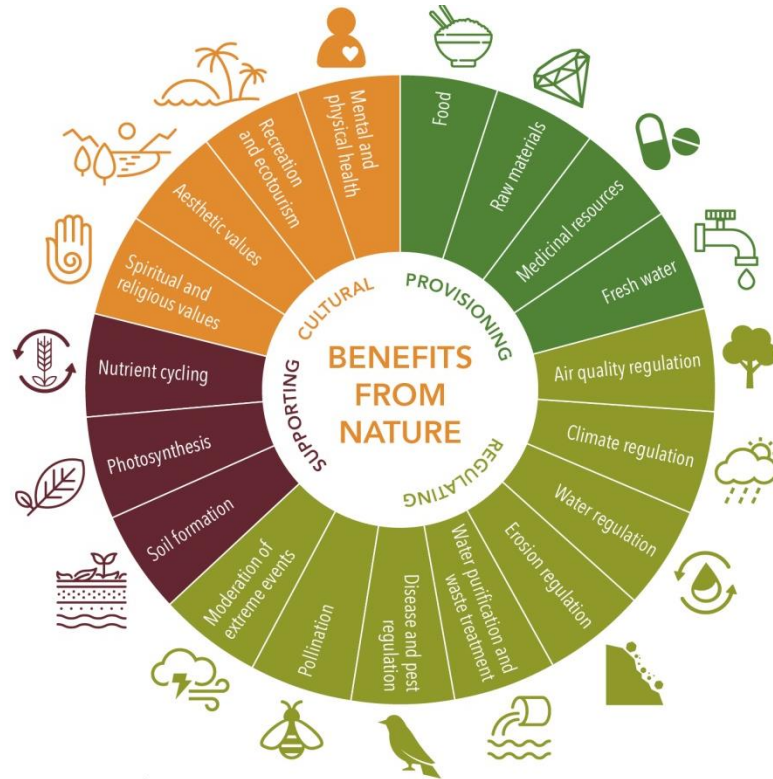 BENEFITS
FROM
NATURE
PROVISIONING
Food
Raw materials
Medicinal resources
Fresh water
REGULATING
Air quality regulation
Climate regulation
Water regulation
Erosion regulation
Water purification and
waste treatment
Disease and pest
regulation
Pollination
Moderation of
extreme events
SUPPORTING
Soil formation
Photosynthesis
Nutrient cycling
CULTURAL
Spiritual and
religious values
Aesthetic values
Recreation
and ecotourism
Mental and
physical health